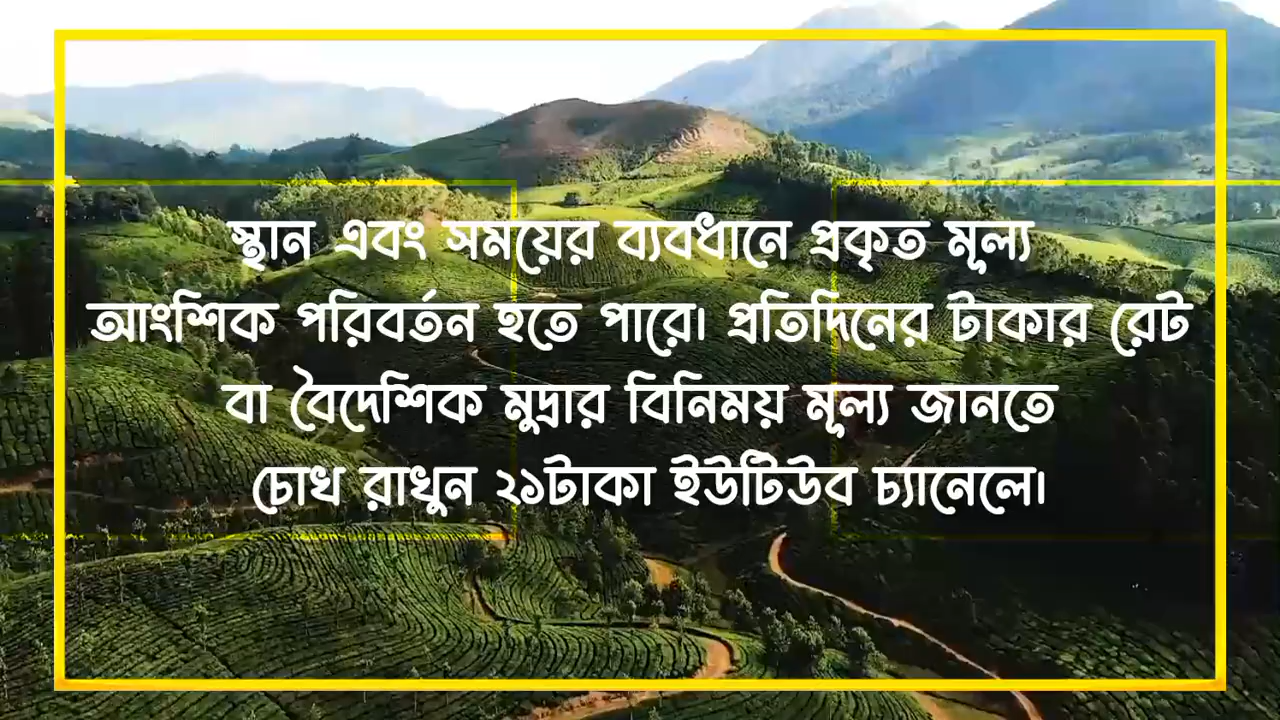 স্থান এবং সময়ের ব্যবধানে প্রকৃত মূল্য
আংশিক পরিবর্তন হতে পারে। প্রতিদিনের টাকার রেট
বা বৈদেশিক মুদ্রার বিনিময় মূল্য জানতে
চোখ রাখুন ২১টাকা ইউটিউব চ্যানেলে।